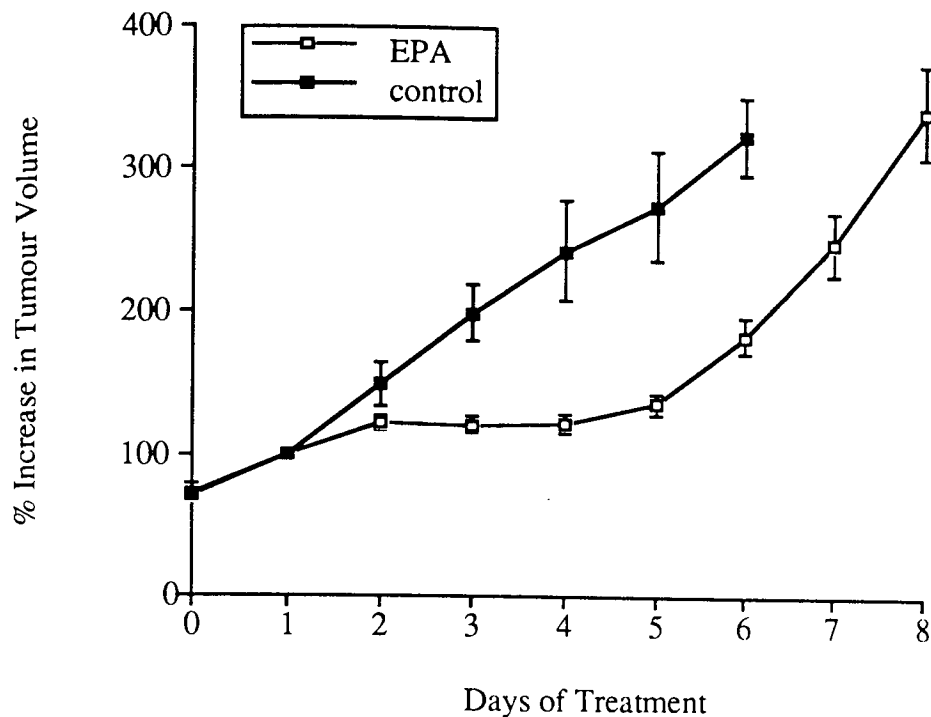 400
300
200
100
0
% Increase in Tumour Volume
EPA
control
0 1 2 3 4 5 6 7 8
Days of Treatment